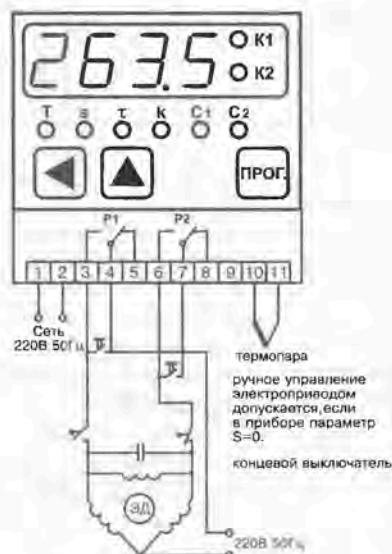 263.5
К1
К2
T s τ k C1 C2
ПРОГ.
P1 P2
1 2 3 4 5 6 7 8 9 10 11
Сеть
220В 50Гц
термопара
ручное управление
электроприводом
допускается, если
в приборе параметр
S=0.
концевой выключатель
ЭД
220В 50Гц